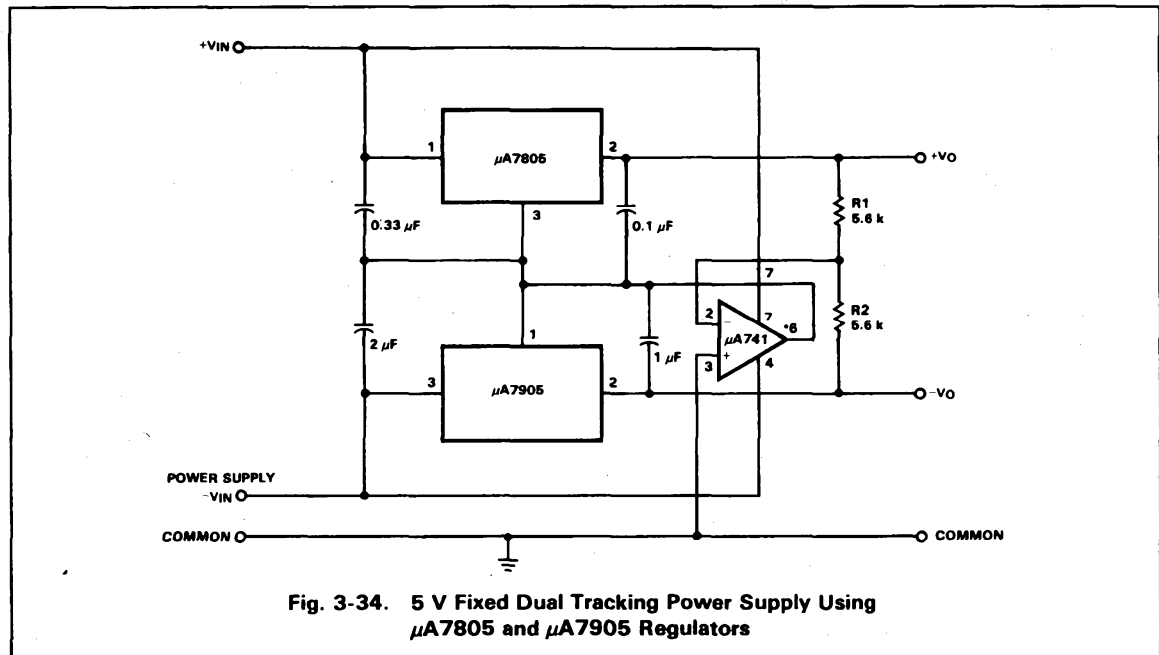 +VIN
1
μA7805
2
+VO
R1
5.6 k
0.33 μF
3
0.1 μF
7
2
−
7
μA741
*6
R2
5.6 k
2 μF
1
1 μF
+
3
4
3
μA7905
2
−VO
POWER SUPPLY
−VIN
COMMON
COMMON
Fig. 3-34. 5 V Fixed Dual Tracking Power Supply Using
μA7805 and μA7905 Regulators